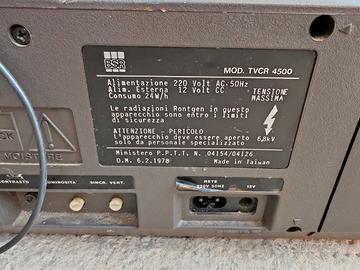 BSR
MOD. TVCR 4500
Alimentazione 220 Volt AC.50Hz
Alim. Esterna 12 Volt CC
Consumo 24W/h
TENSIONE
MASSIMA
Le radiazioni Rontgen in questo
apparecchio sono entro i limiti
di sicurezza
6,8kV
ATTENZIONE - PERICOLO
L'apparecchio deve essere aperto
solo da personale specializzato
Ministero P.P.T.T. N. 04154/04126
D.M. 6.2.1978
Made in Taiwan
MOISTURE
CONTRASTO
LUMINOSITA'
SINCR. VERT.
RETE
220V 50HZ
12V